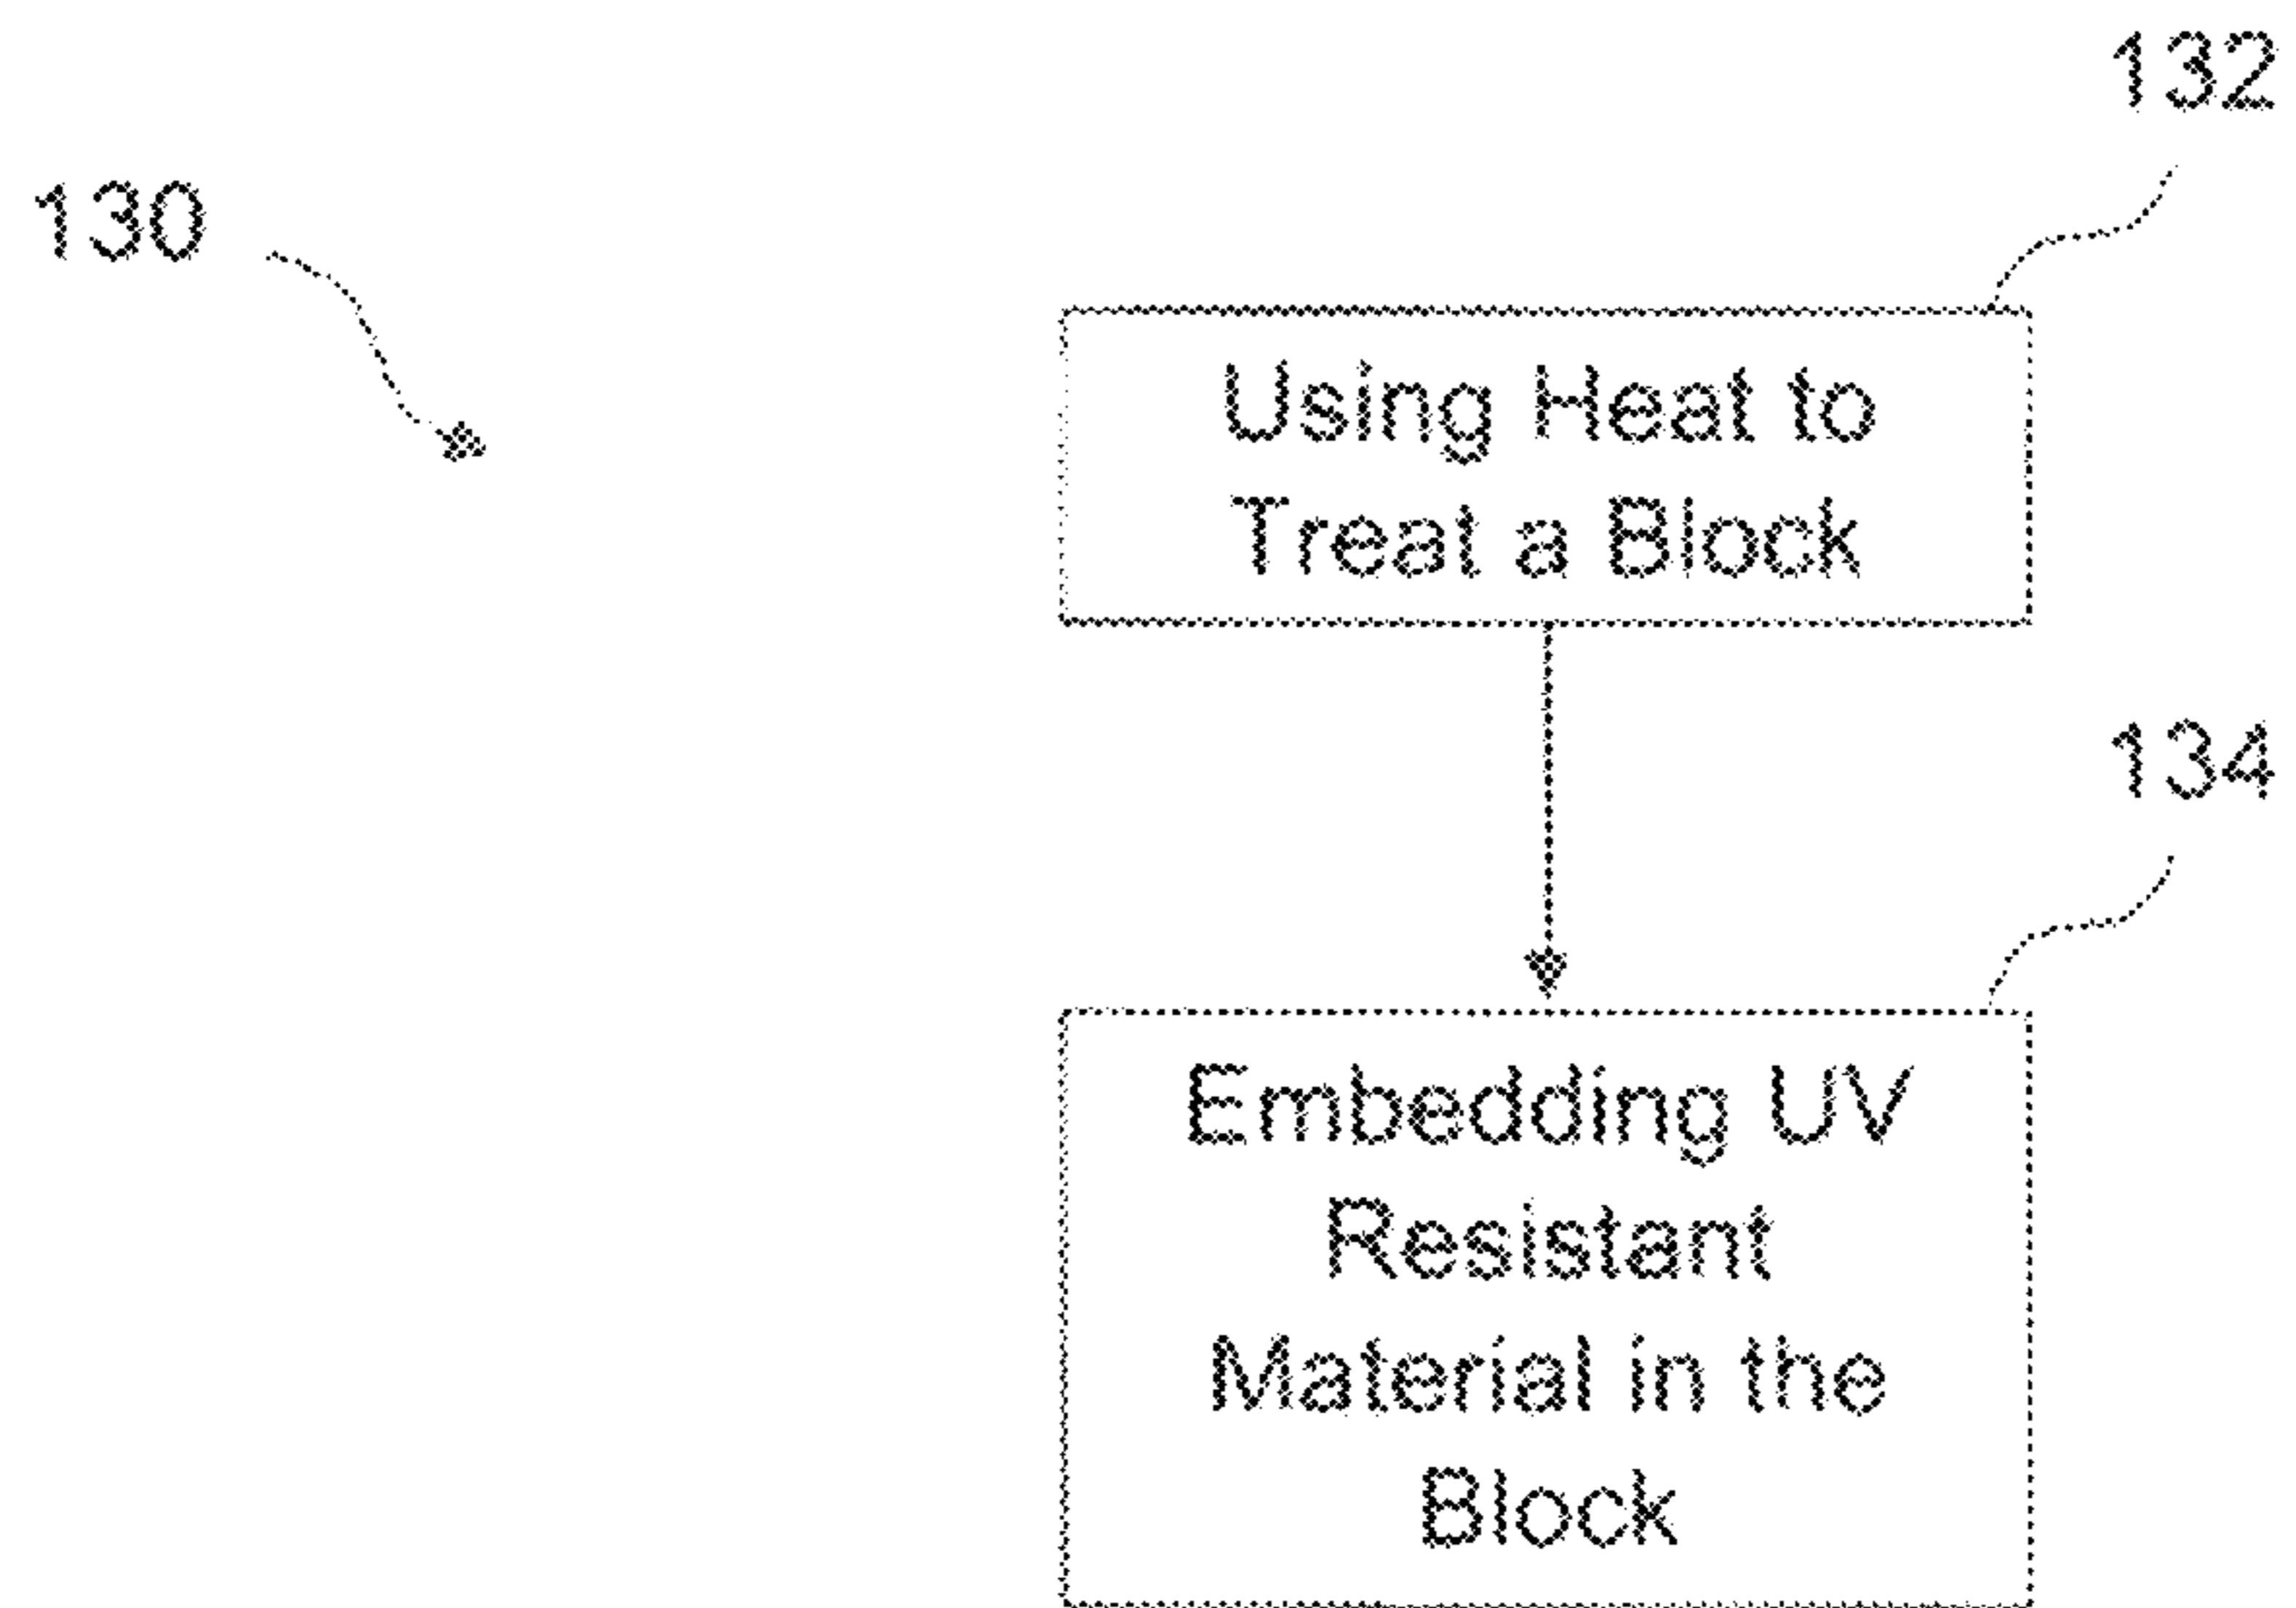 132
130
Using Heat to
Treat a Block
134
Embedding UV
Resistant
Material in the
Block